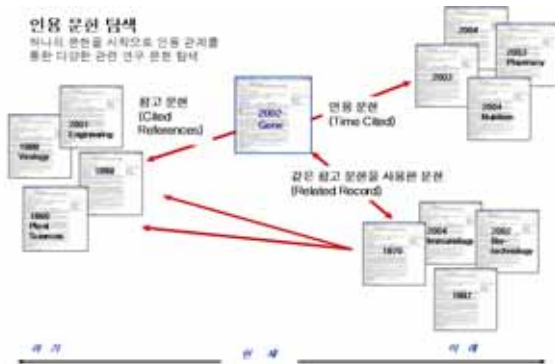 인용 문헌 탐색
하나의 문헌을 시작으로 인용 관계를
통한 다양한 관련 연구 문헌 탐색
2004
2003
Pharmacy
2003
2004
Nutrition
2002
Gene
인용 문헌
(Time Cited)
참고 문헌
(Cited
References)
2001
Engineering
1999
Virology
1998
1960
Plant
Sciences
같은 참고 문헌을 사용한 문헌
(Related Record)
1976
2004
Immunology
2002
Bio-
technology
과 거
현 재
미 래